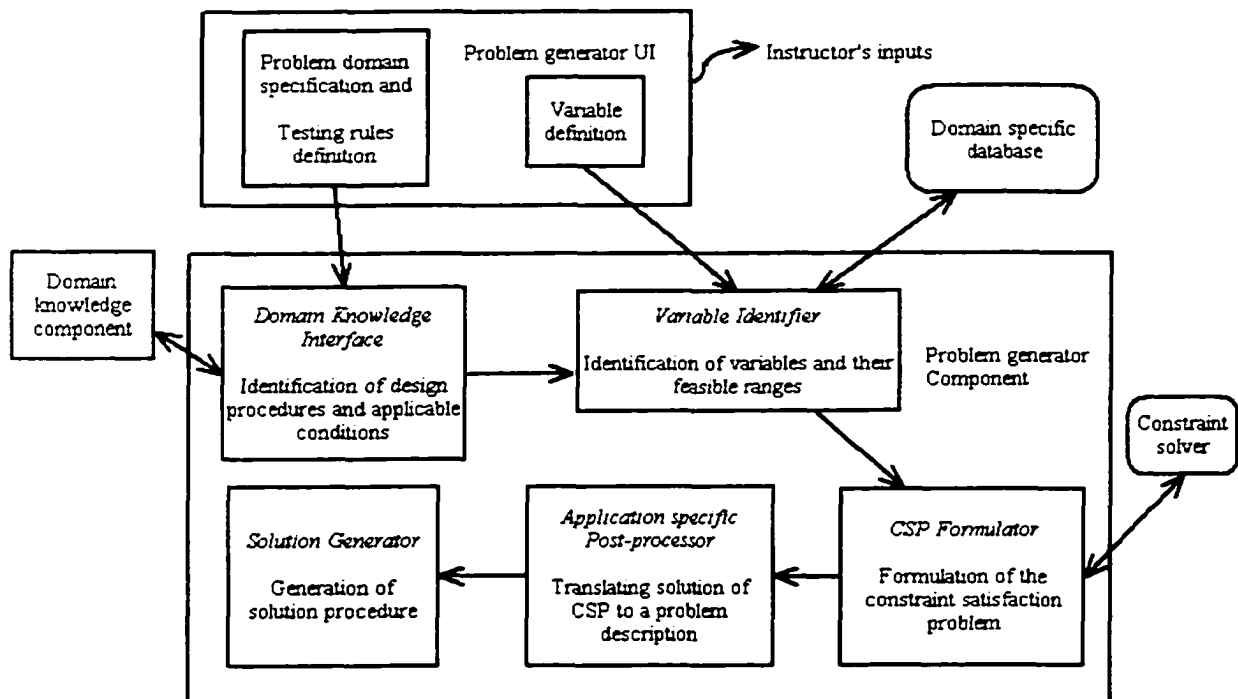 Problem domain
specification and
Testing rules
definition
Problem generator UI
Variable
definition
Instructor's inputs
Domain specific
database
Domain
knowledge
component
Domain Knowledge
Interface
Identification of design
procedures and applicable
conditions
Variable Identifier
Identification of variables and their
feasible ranges
Problem generator
Component
Constraint
solver
Solution Generator
Generation of
solution procedure
Application specific
Post-processor
Translating solution of
CSP to a problem
description
CSP Formulator
Formulation of the
constraint satisfaction
problem